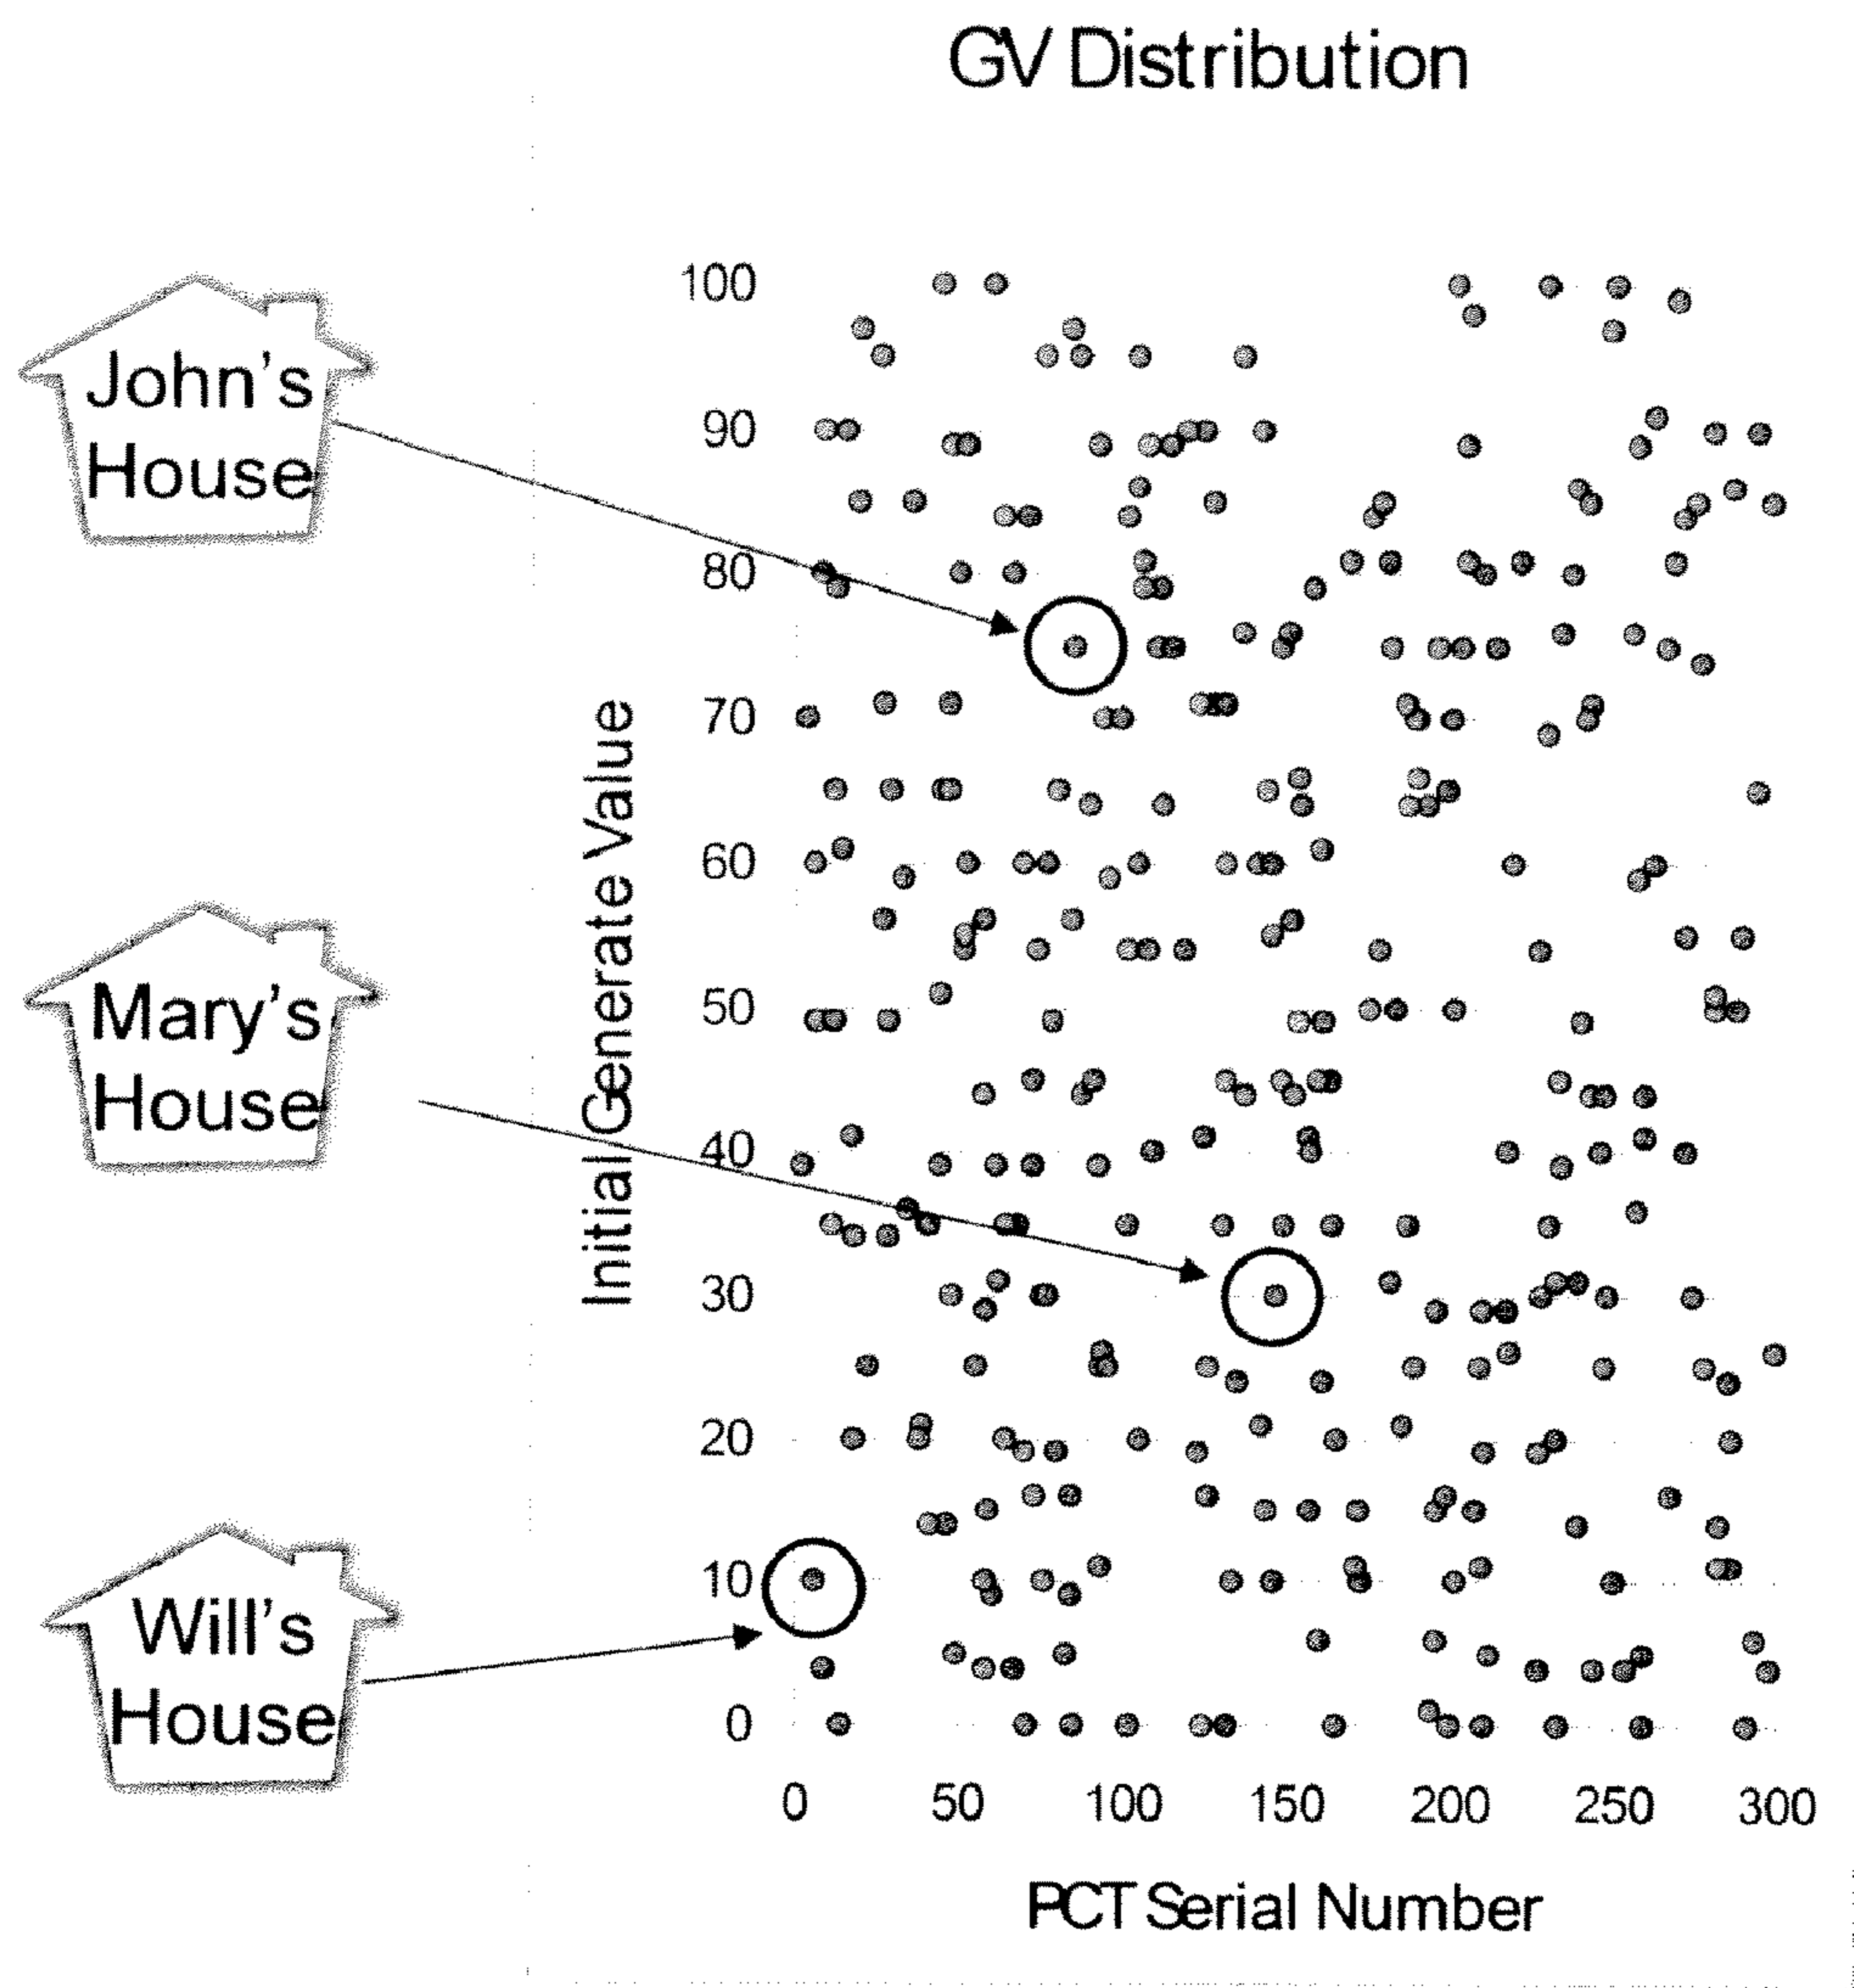 GV Distribution
John's
House
Mary's
House
Will's
House
Initial Generate Value
100
90
80
70
60
50
40
30
20
10
0
0 50 100 150 200 250 300
PCT Serial Number